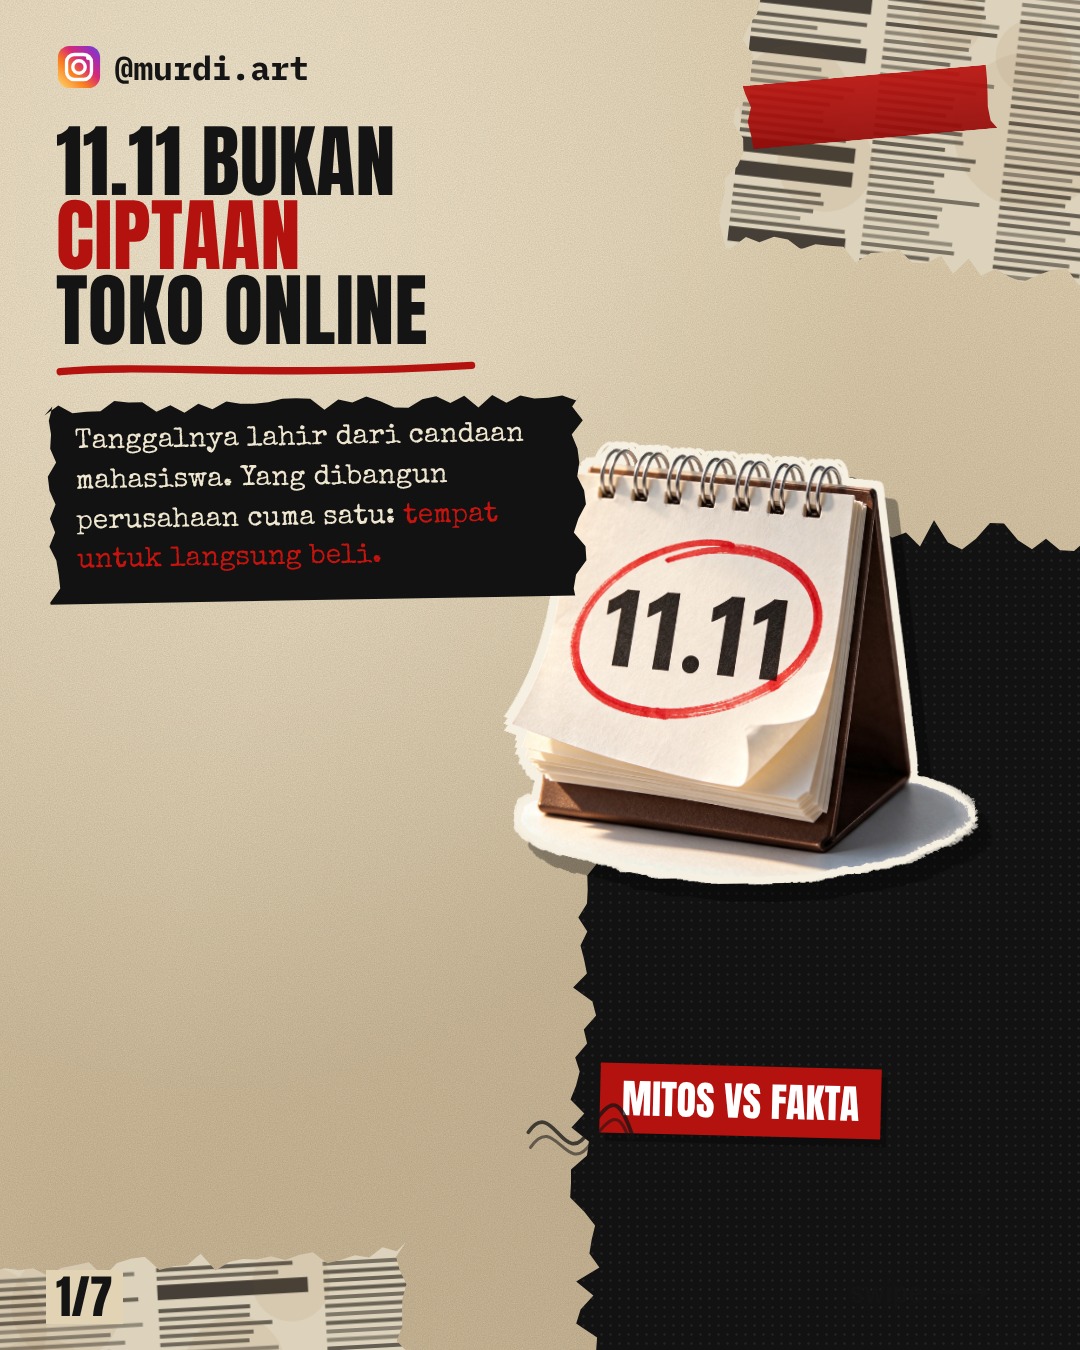 @murdi.art
11.11 BUKAN
CIPTAAN
TOKO ONLINE
Tanggalnya lahir dari candaan
mahasiswa. Yang dibangun
perusahaan cuma satu: tempat
untuk langsung beli.
11.11
MITOS VS FAKTA
1/7